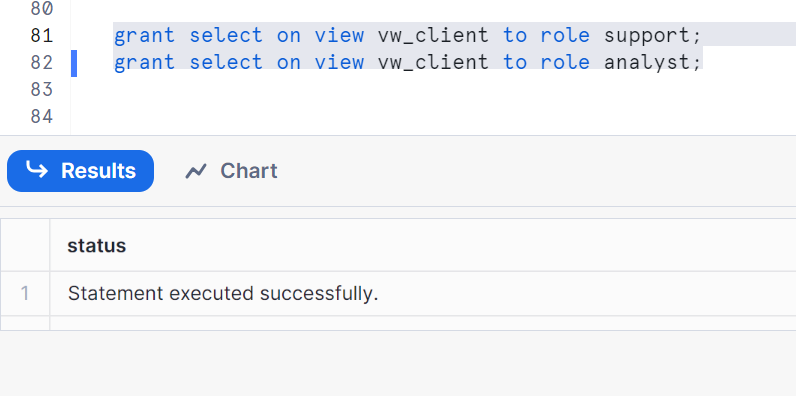 80
81 grant select on view vw_client to role support;
82 grant select on view vw_client to role analyst;
83
84
Results Chart
status
1 Statement executed successfully.